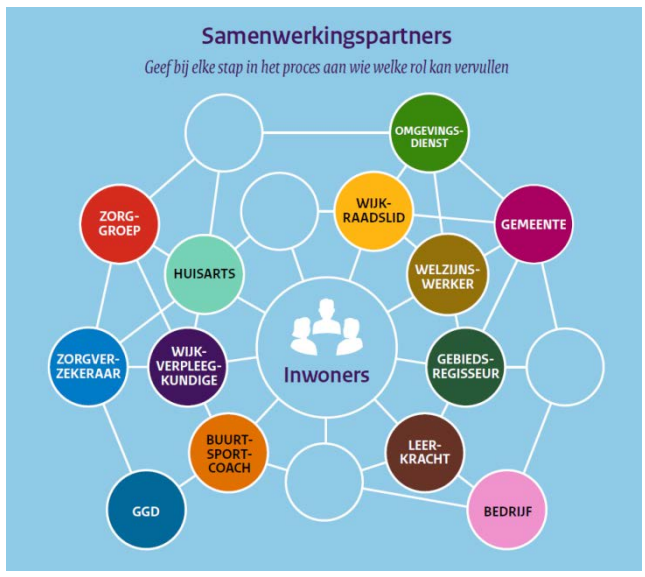 Samenwerkingspartners
Geef bij elke stap in het proces aan wie welke rol kan vervullen
OMGEVINGS-
DIENST
ZORG-
GROEP
WIJK-
RAADSLID
GEMEENTE
HUISARTS
WELZIJNS-
WERKER
ZORGVER-
ZEKERAAR
WIJK-
VERPLEEG-
KUNDIGE
Inwoners
GEBIEDS-
REGISSEUR
BUURT-
SPORT-
COACH
LEER-
KRACHT
GGD
BEDRIJF